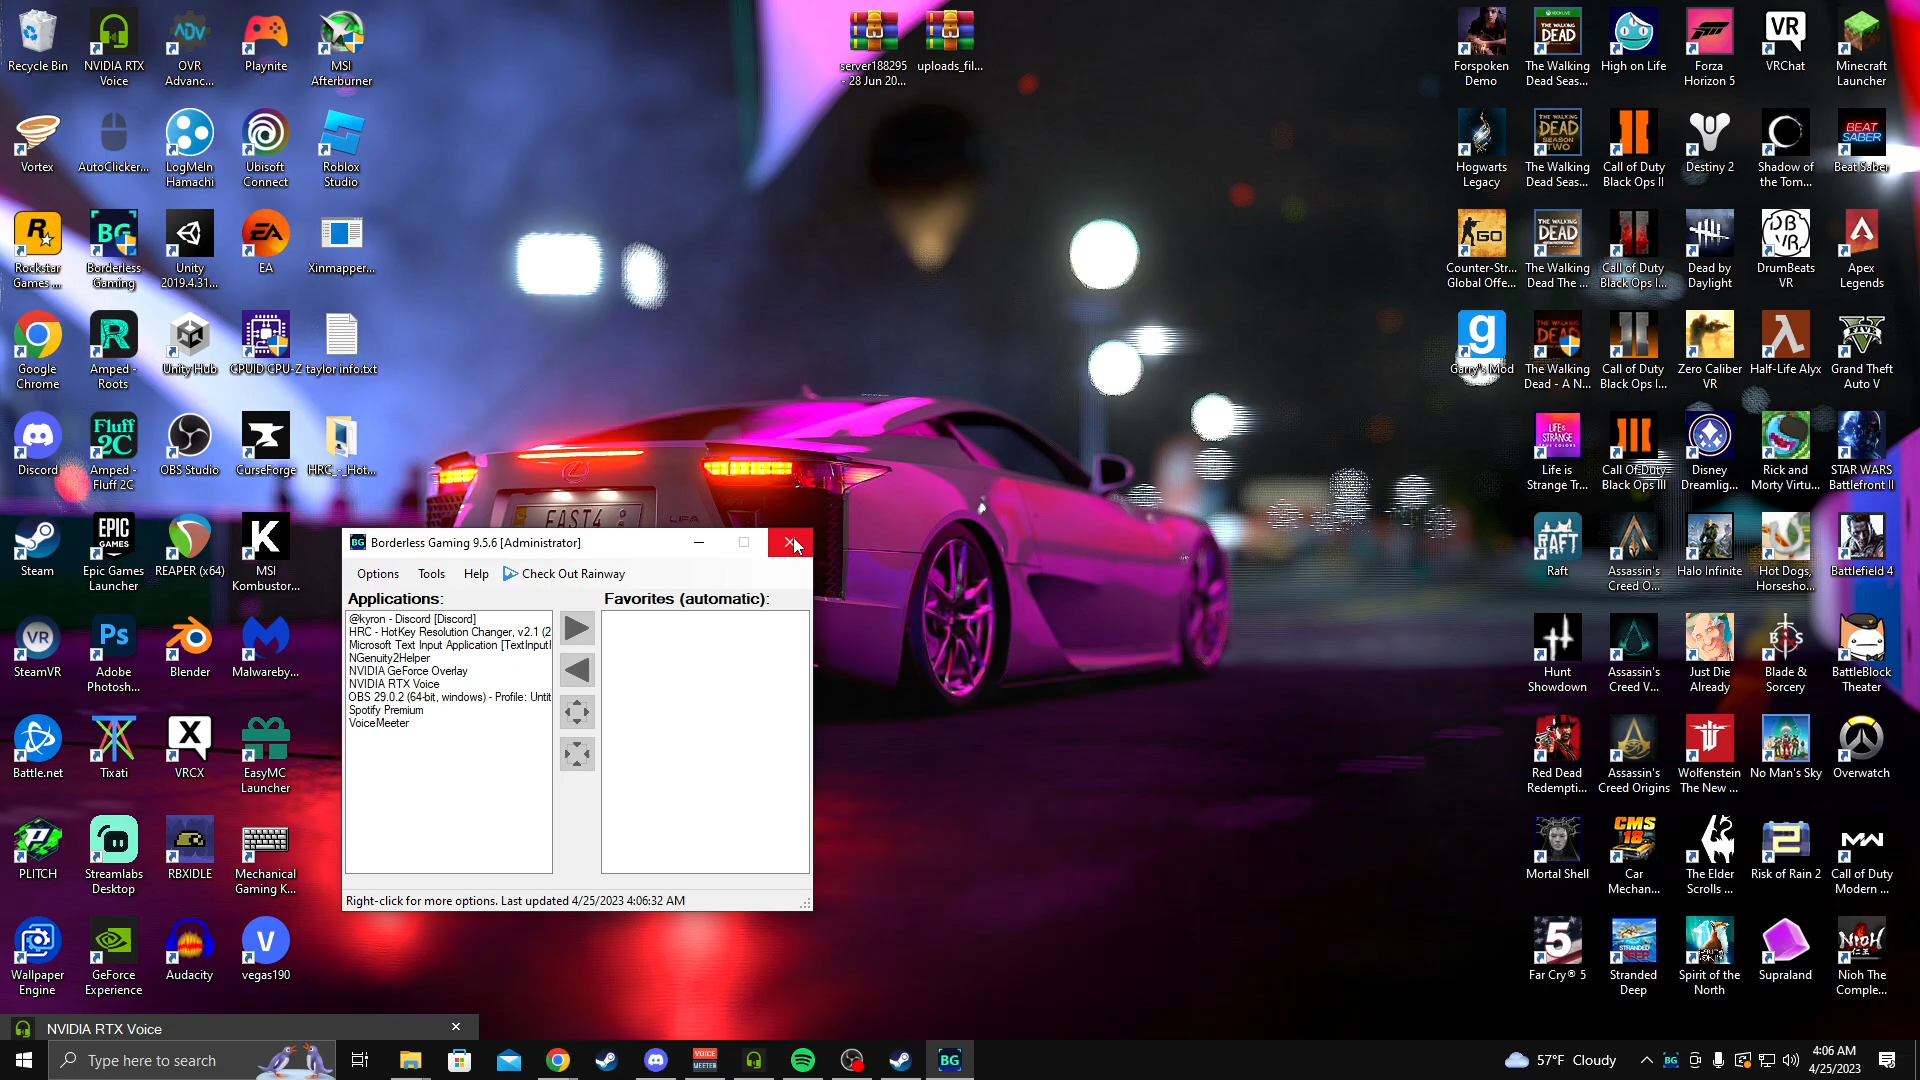 Recycle Bin
NVIDIA RTX
Voice
OVR
Advanc...
Playnite
MSI
Afterburner
server188295
- 28 Jun 20...
uploads_fil...
Forspoken
Demo
The Walking
Dead Seas...
High on Life
Forza
Horizon 5
VRChat
Minecraft
Launcher
Vortex
AutoClicker...
LogMeIn
Hamachi
Ubisoft
Connect
Roblox
Studio
Hogwarts
Legacy
The Walking
Dead Seas...
Call of Duty
Black Ops II
Destiny 2
Shadow of
the Tom...
Beat Saber
Rockstar
Games ...
Borderless
Gaming
Unity
2019.4.31...
EA
Xinmapper...
Counter-Str...
Global Offe...
The Walking
Dead The ...
Call of Duty
Black Ops I...
Dead by
Daylight
DrumBeats
VR
Apex
Legends
Google
Chrome
Amped -
Roots
Unity Hub
CPUID CPU-Z
taylor info.txt
Garry's Mod
The Walking
Dead - A N...
Call of Duty
Black Ops I...
Zero Caliber
VR
Half-Life Alyx
Grand Theft
Auto V
Discord
Amped -
Fluff 2C
OBS Studio
CurseForge
HRC_-_Hot...
Life is
Strange Tr...
Call Of Duty
Black Ops III
Disney
Dreamlig...
Rick and
Morty Virtu...
STAR WARS
Battlefront II
EAST4
Steam
Epic Games
Launcher
REAPER (x64)
MSI
Kombustor...
Raft
Assassin's
Creed O...
Halo Infinite
Hot Dogs,
Horsesho...
Battlefield 4
BG Borderless Gaming 9.5.6 [Administrator]
Options Tools Help Check Out Rainway
Applications: Favorites (automatic):
@kyron - Discord [Discord]
HRC - HotKey Resolution Changer, v2.1 (2
Microsoft Text Input Application [TextInputH
NGenuity2Helper
NVIDIA GeForce Overlay
NVIDIA RTX Voice
OBS 29.0.2 (64-bit, windows) - Profile: Untit
Spotify Premium
VoiceMeeter
Right-click for more options. Last updated 4/25/2023 4:06:32 AM
SteamVR
Adobe
Photosh...
Blender
Malwareby...
Hunt
Showdown
Assassin's
Creed V...
Just Die
Already
Blade &
Sorcery
BattleBlock
Theater
Battle.net
Tixati
VRCX
EasyMC
Launcher
Red Dead
Redempti...
Assassin's
Creed Origins
Wolfenstein
The New ...
No Man's Sky
Overwatch
PLITCH
Streamlabs
Desktop
RBXIDLE
Mechanical
Gaming K...
Mortal Shell
Car
Mechan...
The Elder
Scrolls ...
Risk of Rain 2
Call of Duty
Modern ...
Wallpaper
Engine
GeForce
Experience
Audacity
vegas190
Far Cry® 5
Stranded
Deep
Spirit of the
North
Supraland
Nioh The
Comple...
NVIDIA RTX Voice
Type here to search
VOICE
MEETER
BG
57°F Cloudy
BG
4:06 AM
4/25/2023